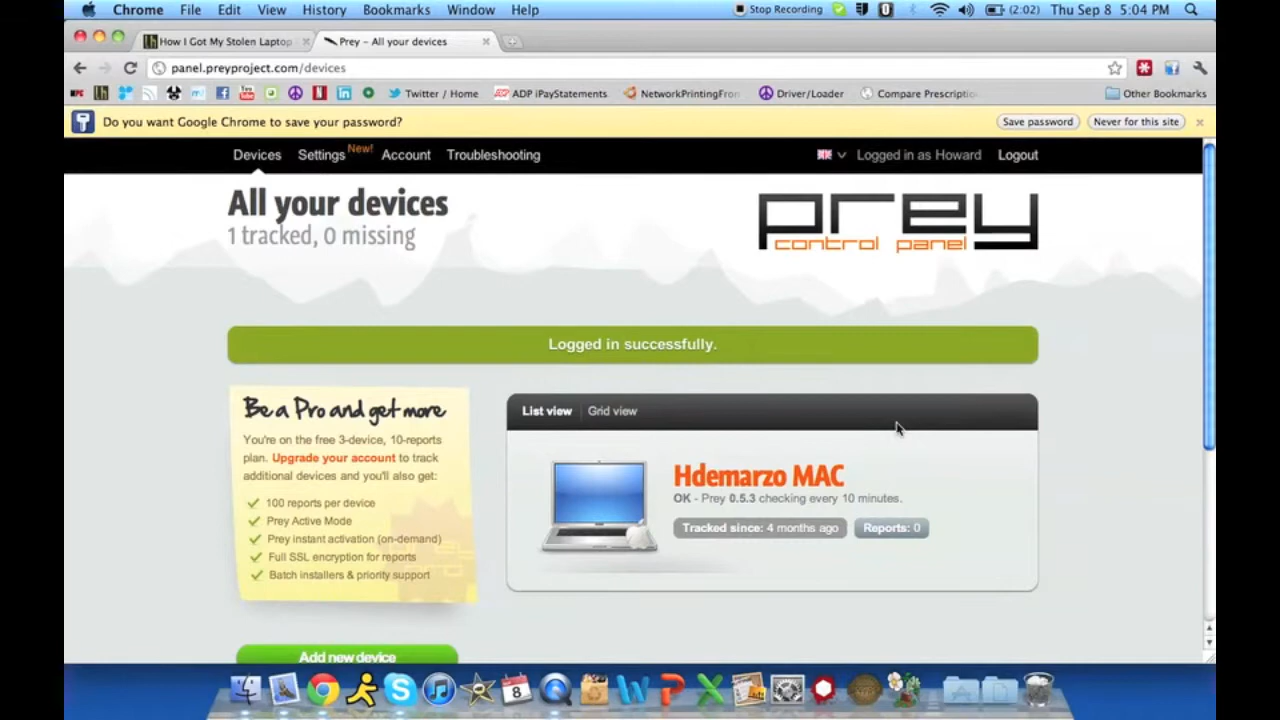 Chrome File Edit View History Bookmarks Window Help Stop Recording (2:02) Thu Sep 8 5:04 PM
How I Got My Stolen Laptop Prey – All your devices
panel.preyproject.com/devices
Twitter / Home ADP iPayStatements NetworkPrintingFron Driver/Loader Compare Prescriptio Other Bookmarks
Do you want Google Chrome to save your password? Save password Never for this site
Devices Settings New! Account Troubleshooting Logged in as Howard Logout
All your devices
1 tracked, 0 missing
prey
control panel
Logged in successfully.
Be a Pro and get more
You're on the free 3-device, 10-reports
plan. Upgrade your account to track
additional devices and you'll also get:
100 reports per device
Prey Active Mode
Prey instant activation (on-demand)
Full SSL encryption for reports
Batch installers & priority support
List view Grid view
Hdemarzo MAC
OK - Prey 0.5.3 checking every 10 minutes.
Tracked since: 4 months ago Reports: 0
Add new device
8